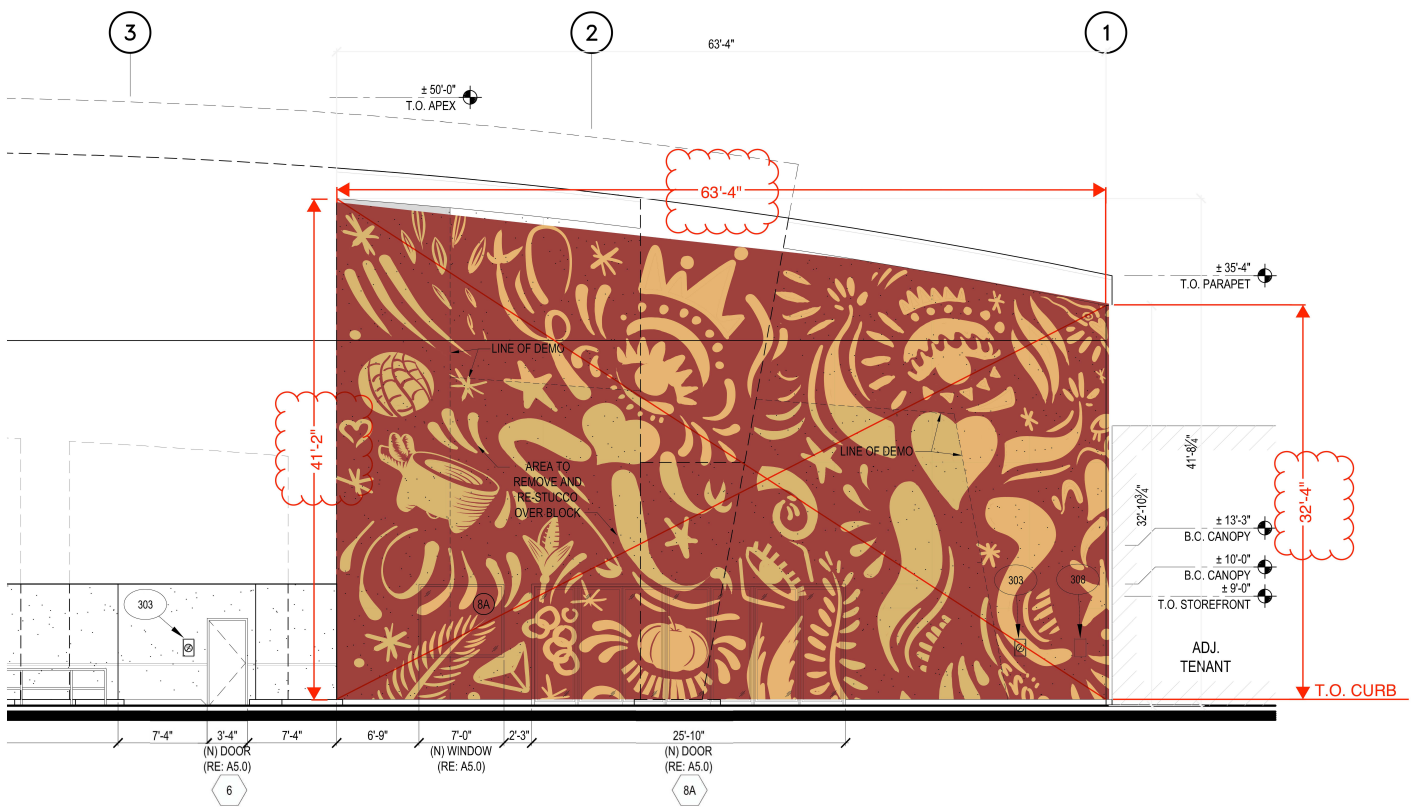 3
2
1
63'-4"
± 50'-0"
T.O. APEX
63'-4"
± 35'-4"
T.O. PARAPET
LINE OF DEMO
41'-2"
LINE OF DEMO
AREA TO
REMOVE AND
RE-STUCCO
OVER BLOCK
41'-8¼"
32'-10¾"
32'-4"
± 13'-3"
B.C. CANOPY
± 10'-0"
B.C. CANOPY
± 9'-0"
T.O. STOREFRONT
303
8A
303
308
ADJ.
TENANT
T.O. CURB
7'-4"
3'-4"
7'-4"
6'-9"
7'-0"
2'-3"
25'-10"
(N) DOOR
(RE: A5.0)
6
(N) WINDOW
(RE: A5.0)
(N) DOOR
(RE: A5.0)
8A